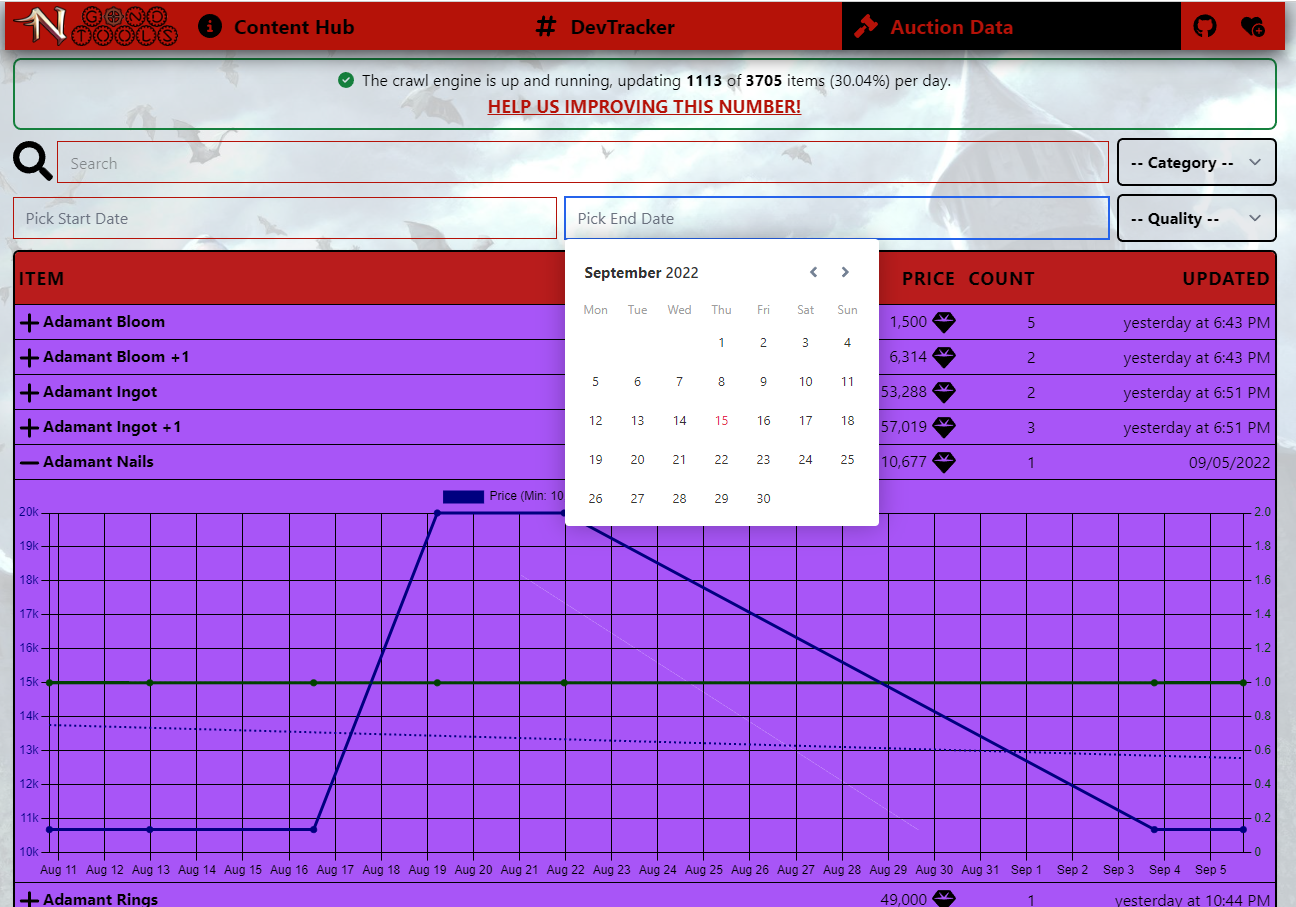 N GOND TOOLS Content Hub # DevTracker Auction Data
The crawl engine is up and running, updating 1113 of 3705 items (30.04%) per day.
HELP US IMPROVING THIS NUMBER!
Search -- Category --
Pick Start Date Pick End Date -- Quality --
ITEM PRICE COUNT UPDATED
September 2022
Mon Tue Wed Thu Fri Sat Sun
1 2 3 4
5 6 7 8 9 10 11
12 13 14 15 16 17 18
19 20 21 22 23 24 25
26 27 28 29 30
Adamant Bloom 1,500 5 yesterday at 6:43 PM
Adamant Bloom +1 6,314 2 yesterday at 6:43 PM
Adamant Ingot 53,288 2 yesterday at 6:51 PM
Adamant Ingot +1 57,019 3 yesterday at 6:51 PM
Adamant Nails 10,677 1 09/05/2022
Price (Min: 10
20k 2.0
19k 1.8
18k 1.6
17k 1.4
16k 1.2
15k 1.0
14k 0.8
13k 0.6
12k 0.4
11k 0.2
10k 0
Aug 11 Aug 12 Aug 13 Aug 14 Aug 15 Aug 16 Aug 17 Aug 18 Aug 19 Aug 20 Aug 21 Aug 22 Aug 23 Aug 24 Aug 25 Aug 26 Aug 27 Aug 28 Aug 29 Aug 30 Aug 31 Sep 1 Sep 2 Sep 3 Sep 4 Sep 5
Adamant Rings 49,000 1 yesterday at 10:44 PM